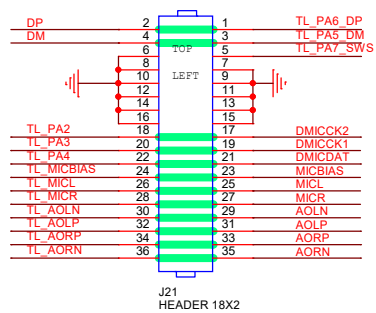 DP 2 1 TL_PA6_DP
DM 4 3 TL_PA5_DM
6 TOP 5 TL_PA7_SWS
8 7
10 LEFT 9
12 11
14 13
16 15
TL_PA2 18 17 DMICCK2
TL_PA3 20 19 DMICCK1
TL_PA4 22 21 DMICDAT
TL_MICBIAS 24 23 MICBIAS
TL_MICL 26 25 MICL
TL_MICR 28 27 MICR
TL_AOLN 30 29 AOLN
TL_AOLP 32 31 AOLP
TL_AORP 34 33 AORP
TL_AORN 36 35 AORN
J21
HEADER 18X2